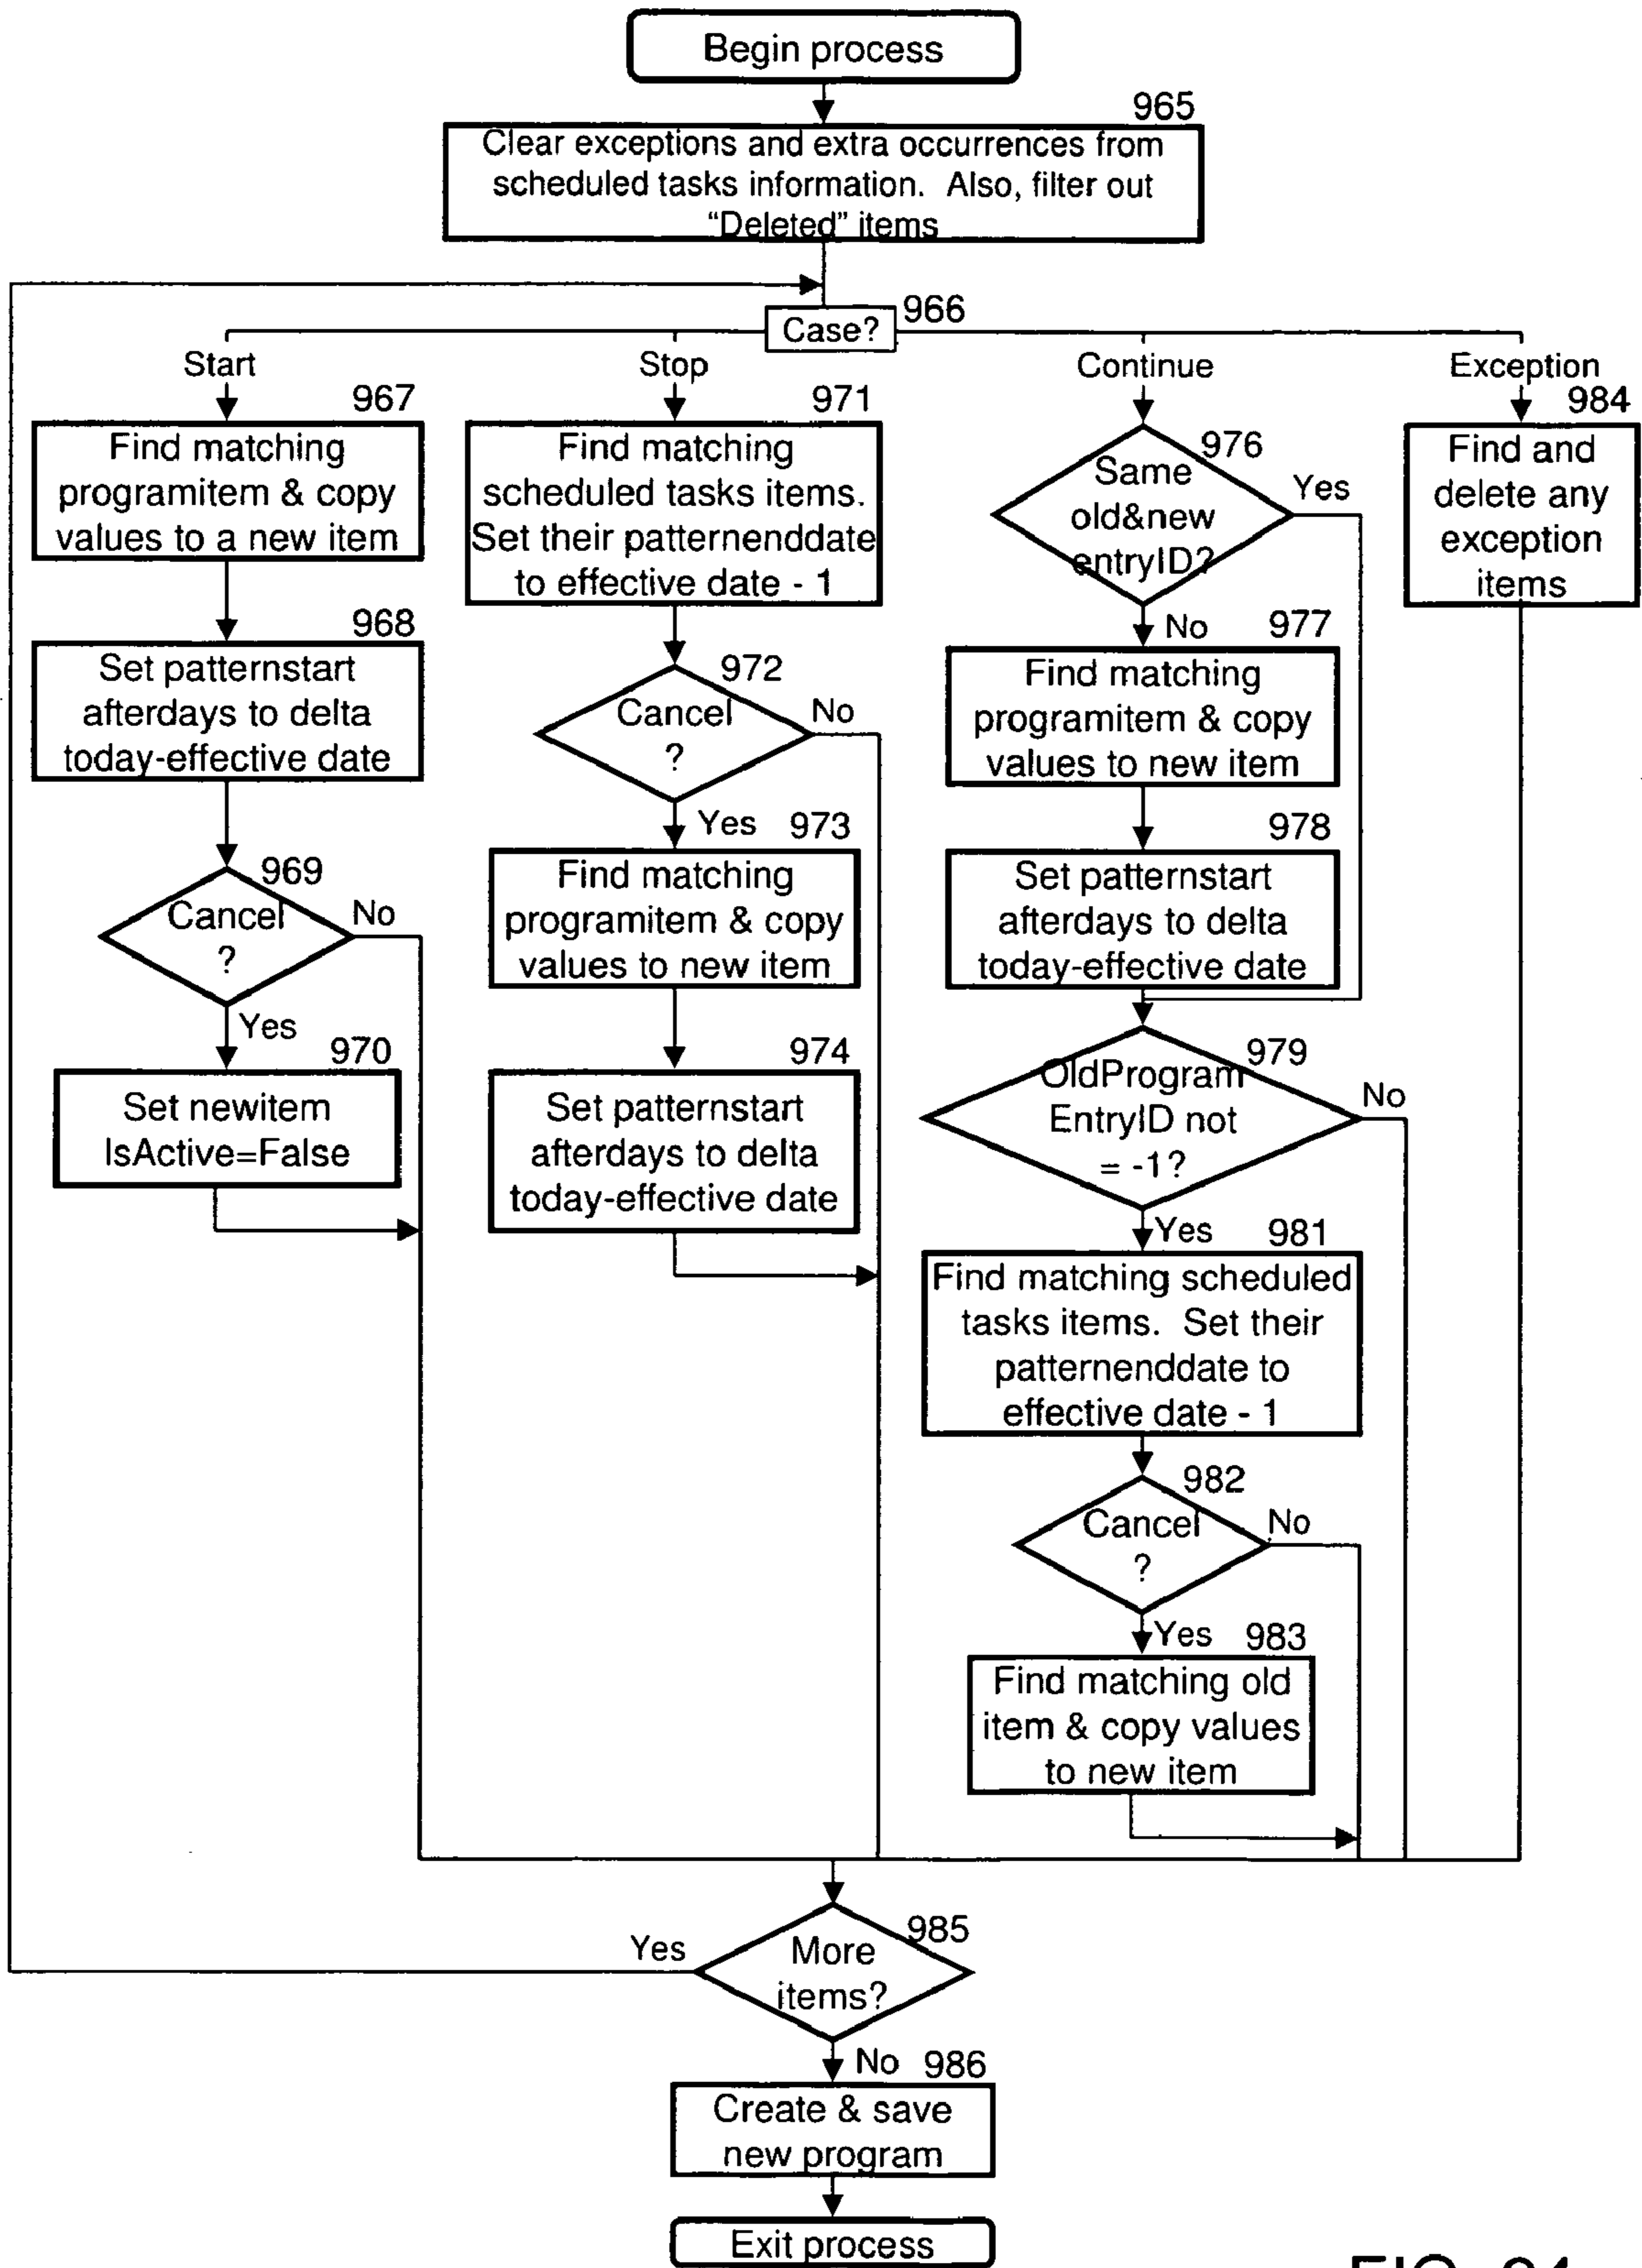 Begin process
965
Clear exceptions and extra occurrences from
scheduled tasks information. Also, filter out
“Deleted” items
Case?
966
Start
967
Find matching
programitem & copy
values to a new item
968
Set patternstart
afterdays to delta
today-effective date
969
Cancel
?
No
Yes
970
Set newitem
IsActive=False
Stop
971
Find matching
scheduled tasks items.
Set their patternenddate
to effective date - 1
972
Cancel
?
No
Yes
973
Find matching
programitem & copy
values to new item
974
Set patternstart
afterdays to delta
today-effective date
Continue
976
Same
old&new
entryID?
Yes
No
977
Find matching
programitem & copy
values to new item
978
Set patternstart
afterdays to delta
today-effective date
979
OldProgram
EntryID not
= -1?
No
Yes
981
Find matching scheduled
tasks items. Set their
patternenddate to
effective date - 1
982
Cancel
?
No
Yes
983
Find matching old
item & copy values
to new item
Exception
984
Find and
delete any
exception
items
985
More
items?
Yes
No
986
Create & save
new program
Exit process